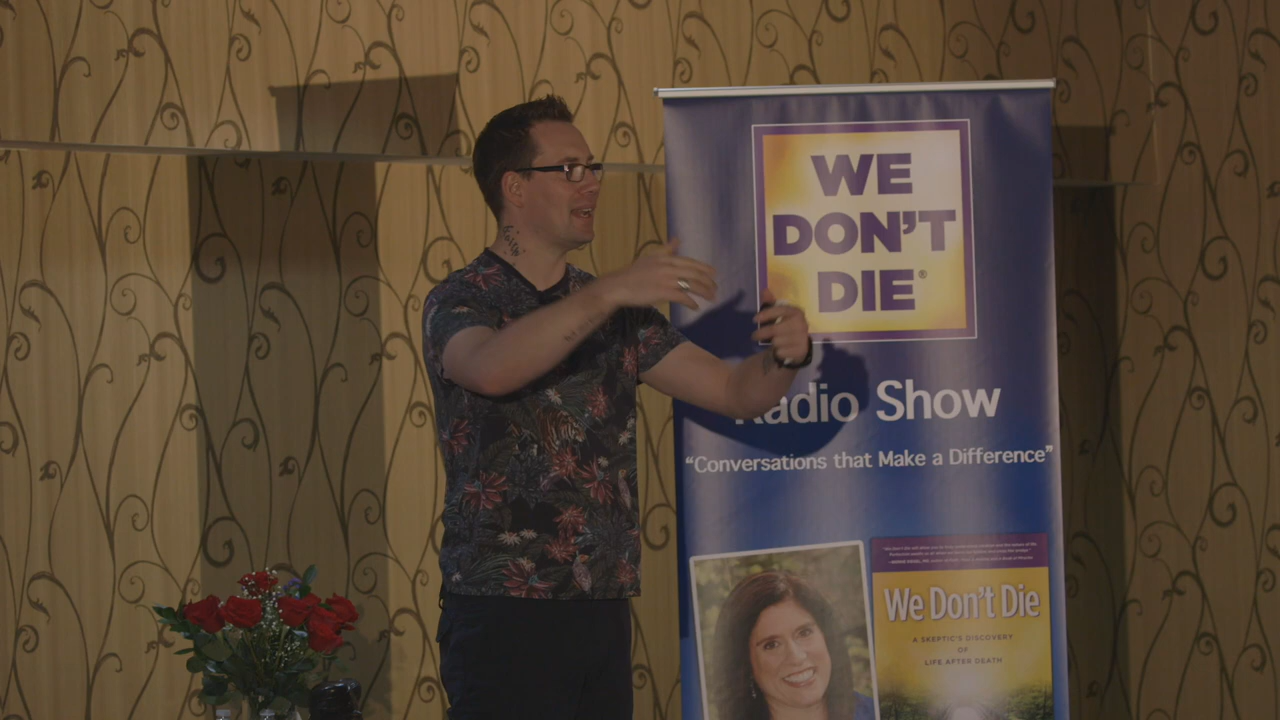 WE
DON'T
DIE®
Radio Show
"Conversations that Make a Difference"
We Don't Die
A SKEPTIC'S DISCOVERY
OF
LIFE AFTER DEATH